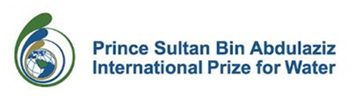 Prince Sultan Bin Abdulaziz
International Prize for Water